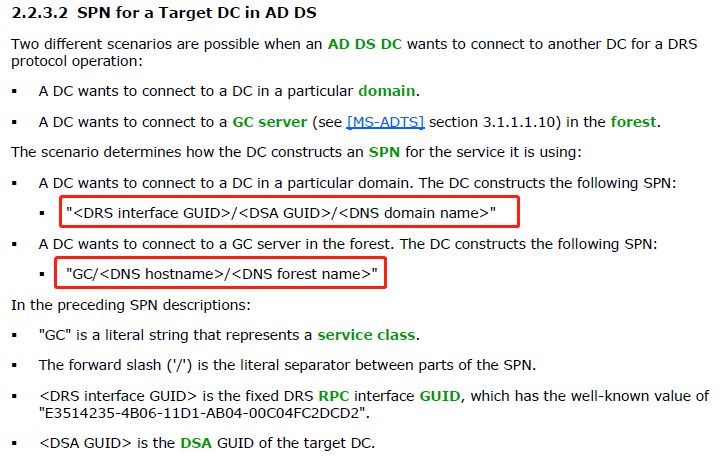 2.2.3.2 SPN for a Target DC in AD DS
Two different scenarios are possible when an AD DS DC wants to connect to another DC for a DRS
protocol operation:
▪ A DC wants to connect to a DC in a particular domain.
▪ A DC wants to connect to a GC server (see [MS-ADTS] section 3.1.1.1.10) in the forest.
The scenario determines how the DC constructs an SPN for the service it is using:
▪ A DC wants to connect to a DC in a particular domain. The DC constructs the following SPN:
▪ "<DRS interface GUID>/<DSA GUID>/<DNS domain name>"
▪ A DC wants to connect to a GC server in the forest. The DC constructs the following SPN:
▪ "GC/<DNS hostname>/<DNS forest name>"
In the preceding SPN descriptions:
▪ "GC" is a literal string that represents a service class.
▪ The forward slash ('/') is the literal separator between parts of the SPN.
▪ <DRS interface GUID> is the fixed DRS RPC interface GUID, which has the well-known value of
"E3514235-4B06-11D1-AB04-00C04FC2DCD2".
▪ <DSA GUID> is the DSA GUID of the target DC.